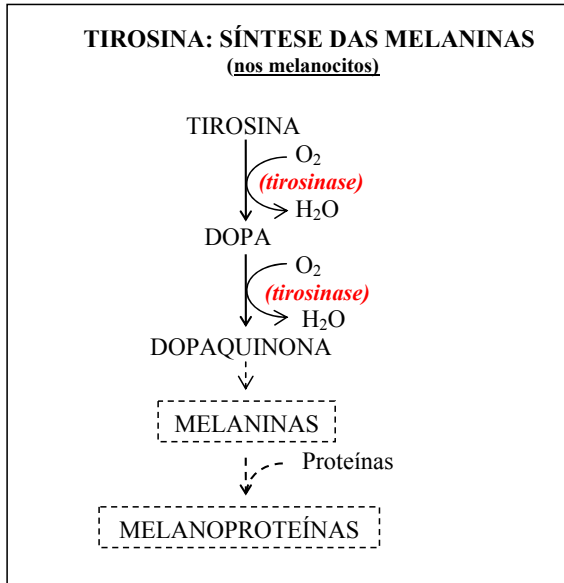 TIROSINA: SÍNTESE DAS MELANINAS
(nos melanocitos)
TIROSINA
O₂
(tirosinase)
H₂O
DOPA
O₂
(tirosinase)
H₂O
DOPAQUINONA
MELANINAS
Proteínas
MELANOPROTEÍNAS